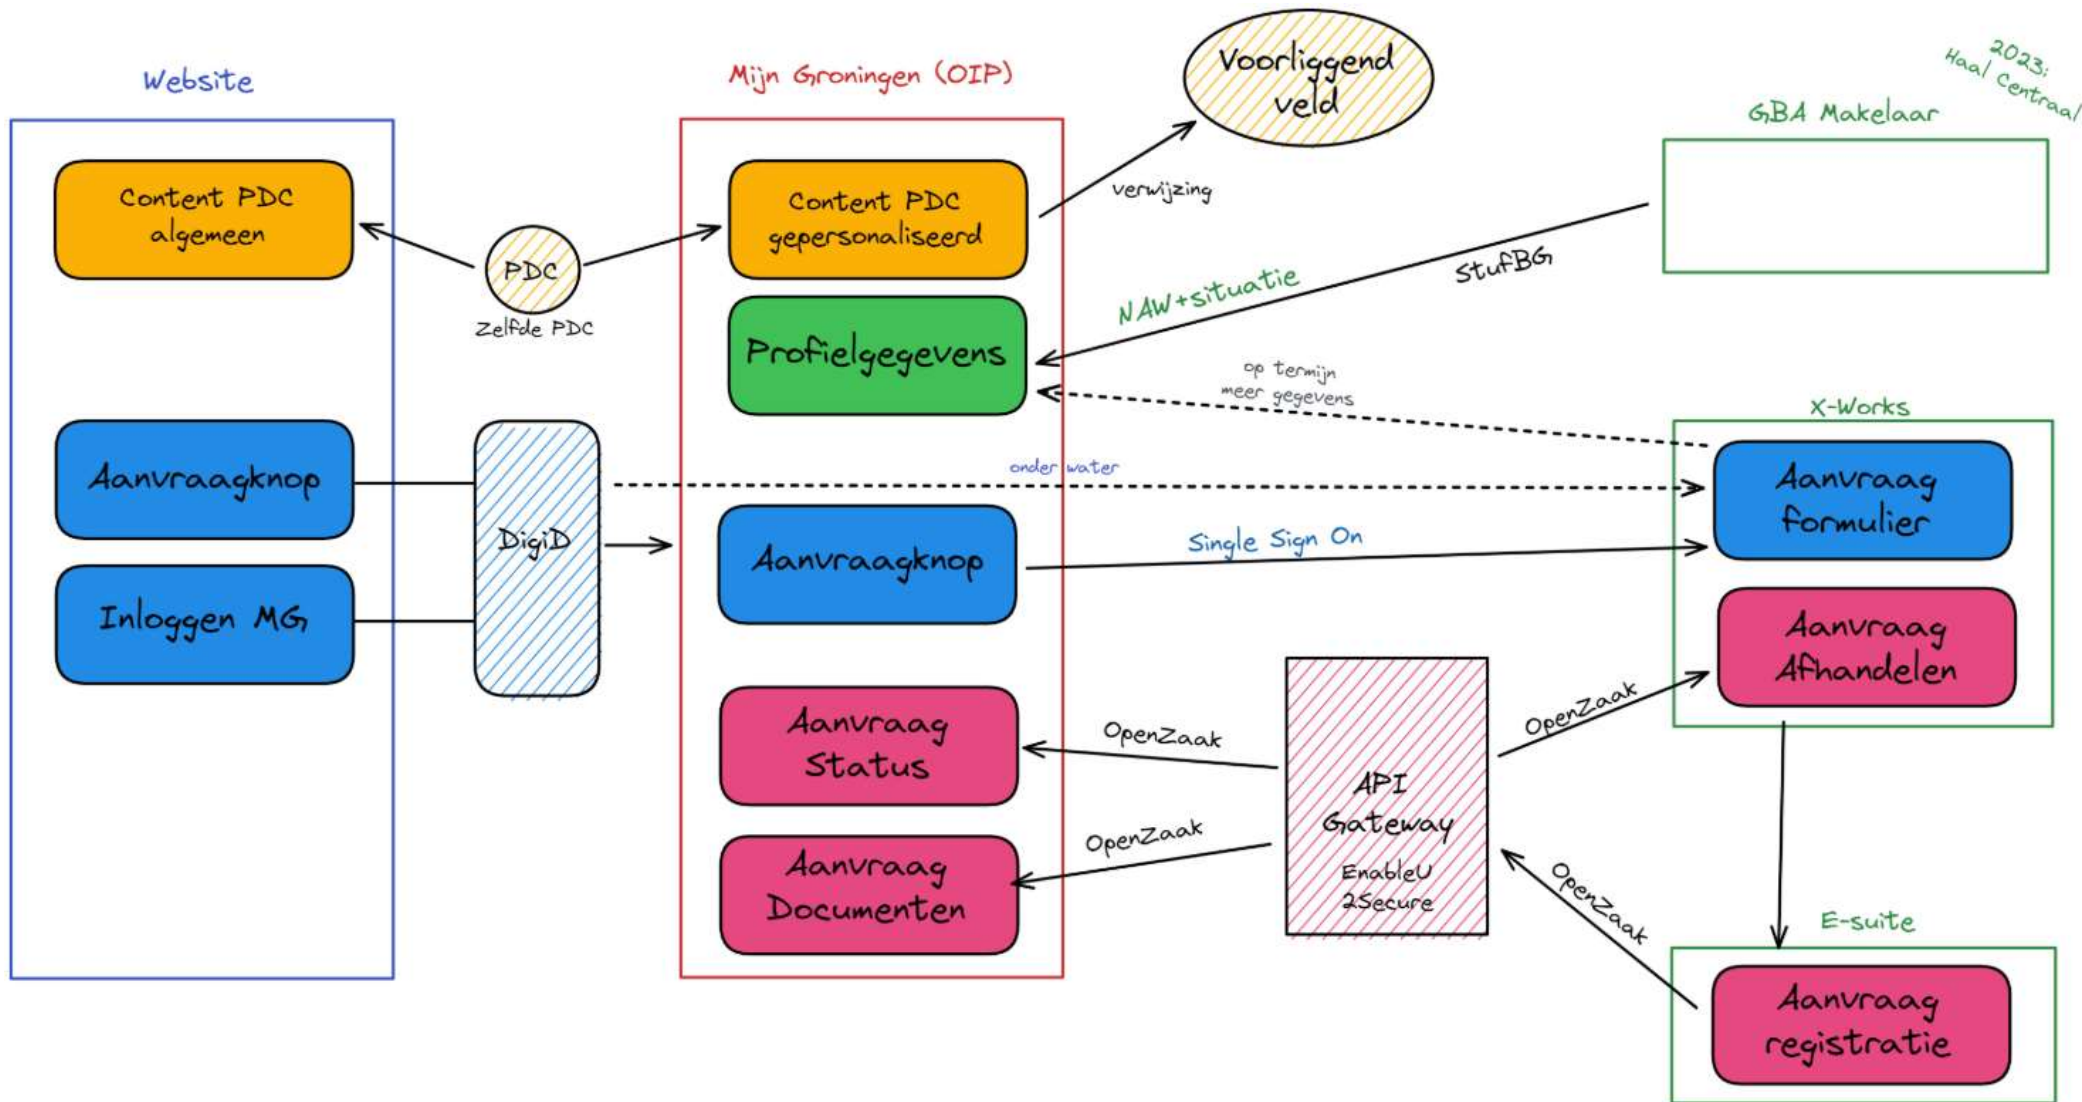 Website
Content PDC
algemeen
Aanvraagknop
Inloggen MG
PDC
Zelfde PDC
DigiD
Mijn Groningen (OIP)
Content PDC
gepersonaliseerd
Profielgegevens
Aanvraagknop
Aanvraag
Status
Aanvraag
Documenten
Voorliggend
veld
verwijzing
NAW+situatie
StufBG
op termijn
meer gegevens
onder water
Single Sign On
OpenZaak
OpenZaak
API
Gateway
EnableU
2Secure
OpenZaak
OpenZaak
2023:
Haal Centraal
GBA Makelaar
X-Works
Aanvraag
formulier
Aanvraag
Afhandelen
E-suite
Aanvraag
registratie